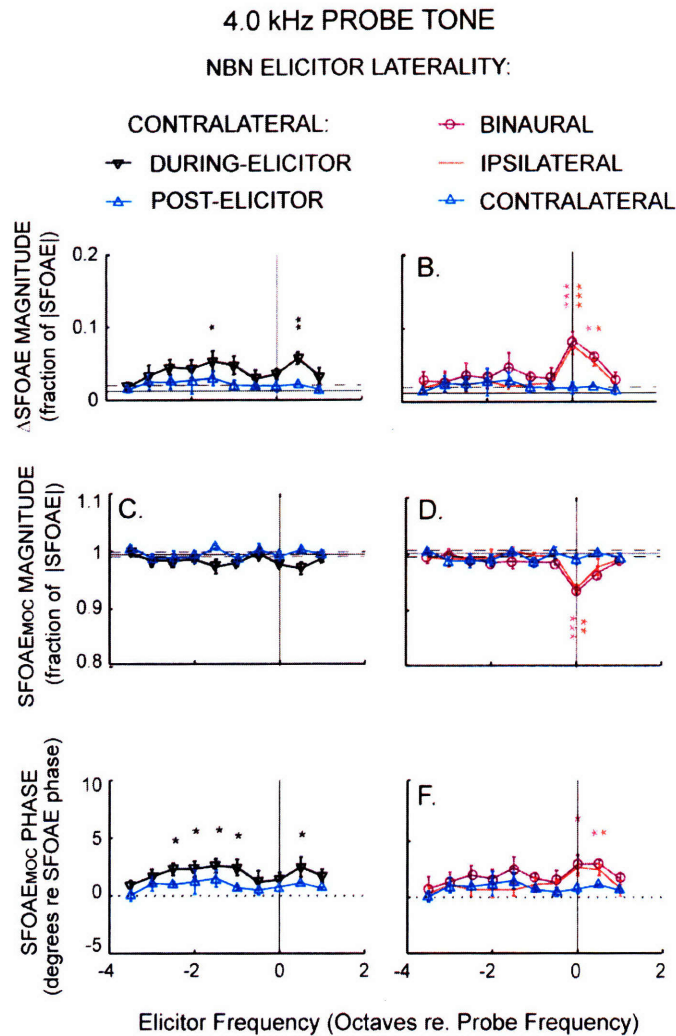 4.0 kHz PROBE TONE
NBN ELICITOR LATERALITY:
CONTRALATERAL:
DURING-ELICITOR
POST-ELICITOR
BINAURAL
IPSILATERAL
CONTRALATERAL
ΔSFOAE MAGNITUDE
(fraction of |SFOAE|)
0.2
0.1
0
*
**
B.
***
***
**
SFOAEMOC MAGNITUDE
(fraction of |SFOAE|)
1.1
1
0.9
0.8
C.
D.
***
**
SFOAEMOC PHASE
(degrees re SFOAE phase)
10
5
0
-5
* * * * *
F.
*
**
-4 -2 0 2
-4 -2 0 2
Elicitor Frequency (Octaves re. Probe Frequency)